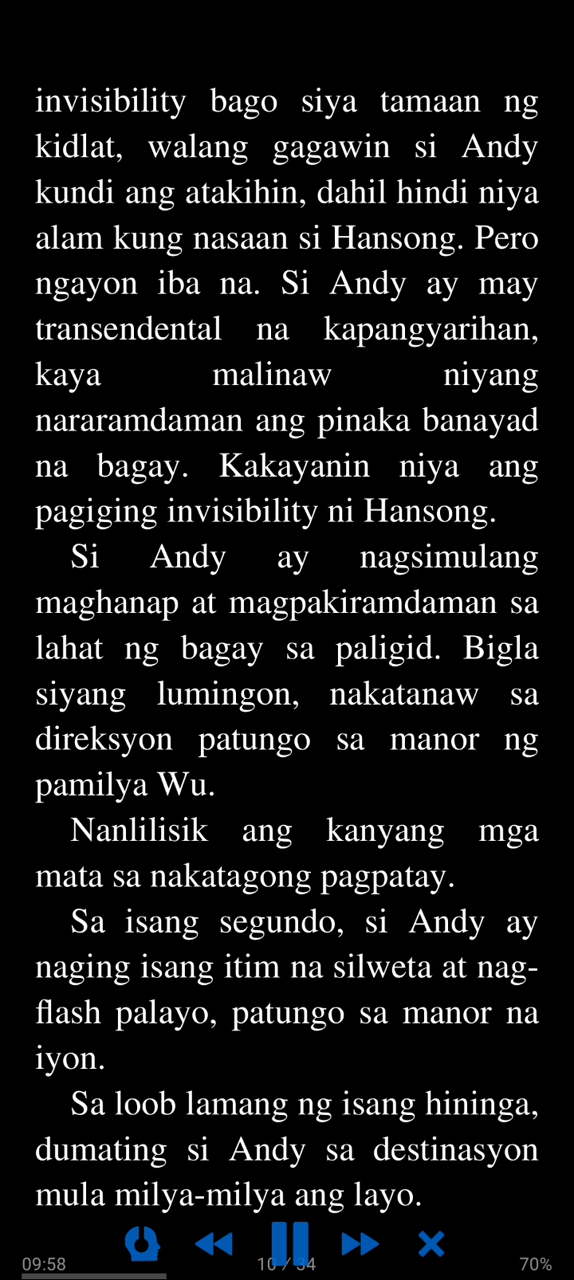 invisibility bago siya tamaan ng
kidlat, walang gagawin si Andy
kundi ang atakihin, dahil hindi niya
alam kung nasaan si Hansong. Pero
ngayon iba na. Si Andy ay may
transendental na kapangyarihan,
kaya malinaw niyang
nararamdaman ang pinaka banayad
na bagay. Kakayanin niya ang
pagiging invisibility ni Hansong.
Si Andy ay nagsimulang
maghanap at magpakiramdaman sa
lahat ng bagay sa paligid. Bigla
siyang lumingon, nakatanaw sa
direksyon patungo sa manor ng
pamilya Wu.
Nanlilisik ang kanyang mga
mata sa nakatagong pagpatay.
Sa isang segundo, si Andy ay
naging isang itim na silweta at nag-
flash palayo, patungo sa manor na
iyon.
Sa loob lamang ng isang hininga,
dumating si Andy sa destinasyon
mula milya-milya ang layo.
09:58 10 / 34 70%